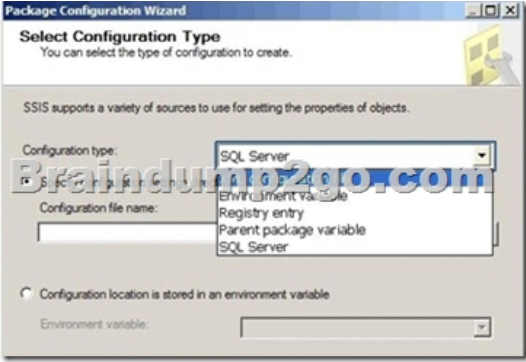 Package Configuration Wizard
Select Configuration Type
You can select the type of configuration to create.
SSIS supports a variety of sources to use for setting the properties of objects.
Configuration type:
SQL Server
Braindump2go.com
Environment variable
Registry entry
Parent package variable
SQL Server
Configuration file name:
Configuration location is stored in an environment variable
Environment variable: